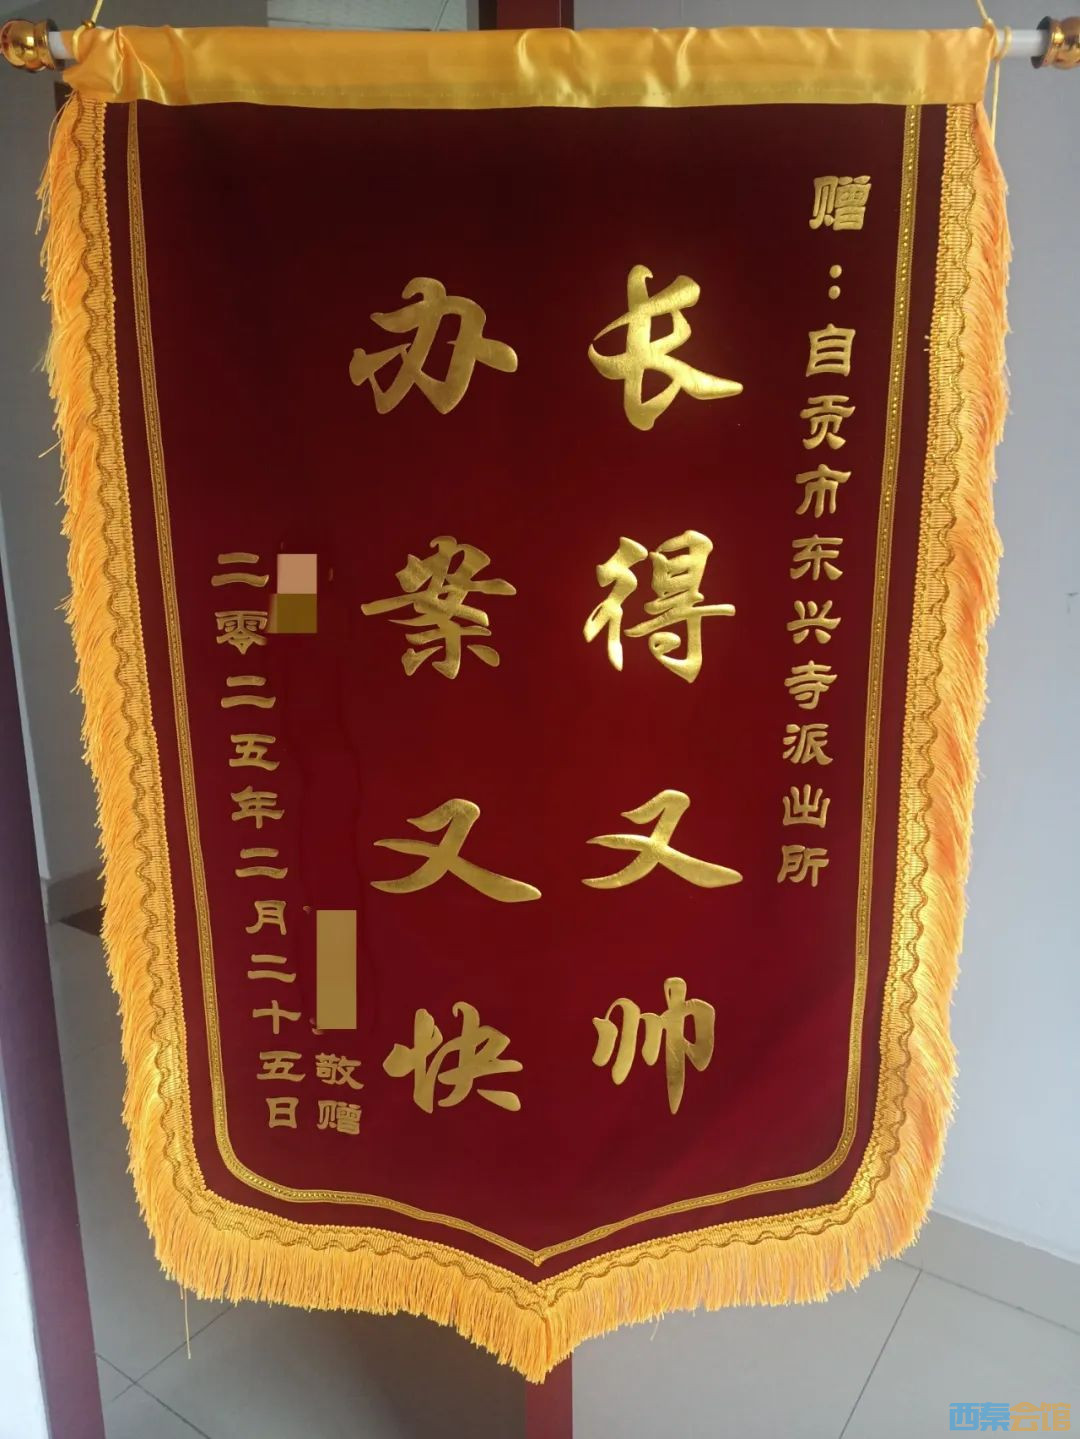 赠：自贡市东兴寺派出所
长得又帅
办案又快
敬赠
二零二五年二月二十五日
西秦会馆